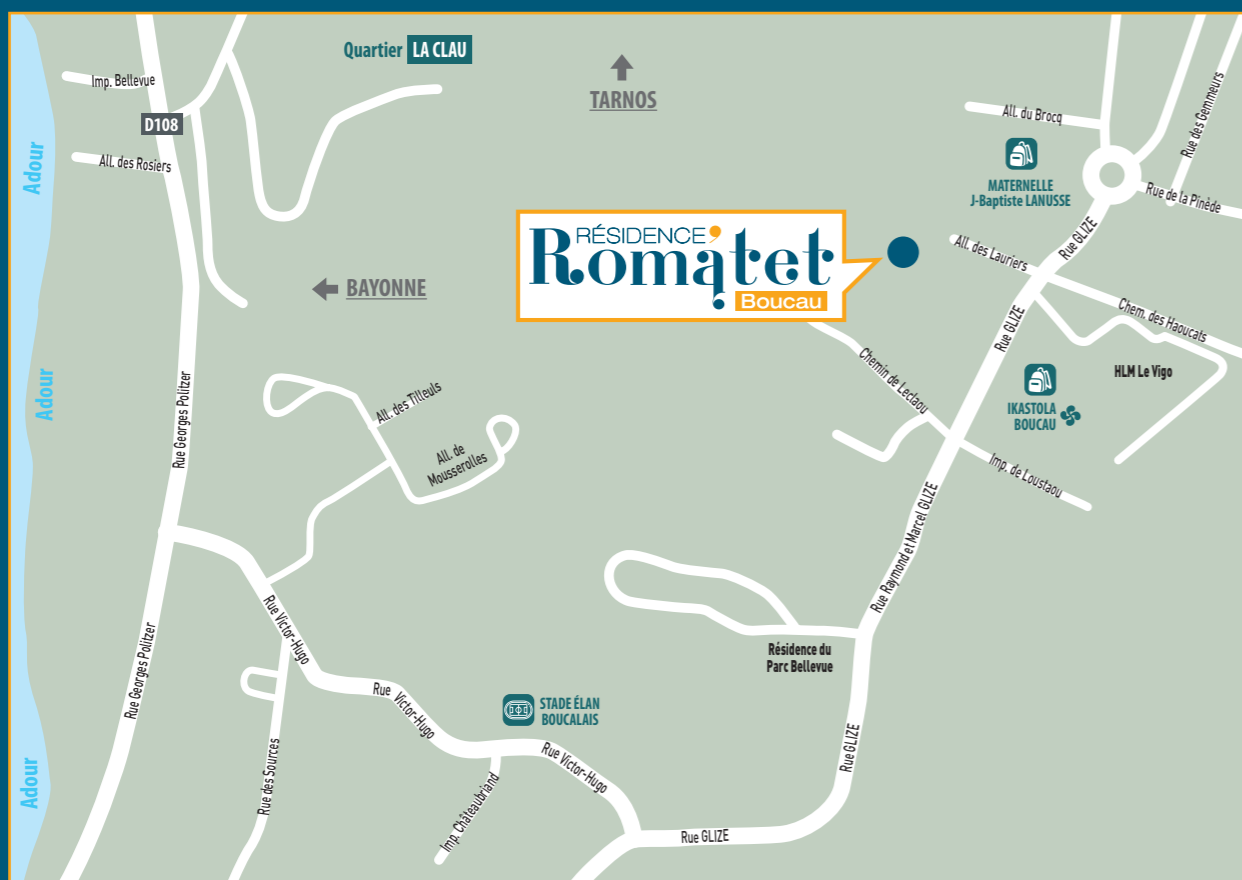 Quartier LA CLAU
TARNOS
Imp. Bellevue
D108
All. des Rosiers
Adour
All. du Brocq
Rue des Gemmeurs
MATERNELLE
J-Baptiste LANUSSE
Rue de la Pinède
RÉSIDENCE
Romatet
Boucau
All. des Lauriers
Rue GLIZE
BAYONNE
Chem. des Haoucats
Rue GLIZE
Chemin de Leclaou
HLM Le Vigo
Adour
IKASTOLA
BOUCAU
Rue Georges Politzer
All. des Tilleuls
All. de
Mousserolles
Imp. de Loustaou
Rue Raymond et Marcel GLIZE
Rue Victor-Hugo
Résidence du
Parc Bellevue
Rue Georges Politzer
Rue Victor-Hugo
STADE ÉLAN
BOUCALAIS
Rue GLIZE
Rue Victor-Hugo
Rue des Sources
Adour
Imp. Châteaubriand
Rue GLIZE